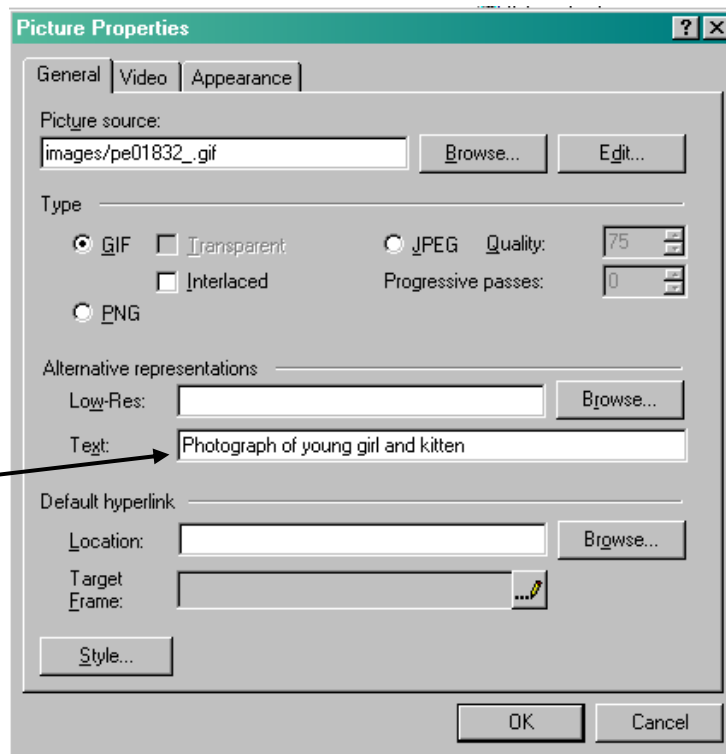 Picture Properties
General Video Appearance
Picture source:
images/pe01832_.gif Browse... Edit...
Type
GIF Transparent JPEG Quality: 75
Interlaced Progressive passes: 0
PNG
Alternative representations
Low-Res: Browse...
Text: Photograph of young girl and kitten
Default hyperlink
Location: Browse...
Target
Frame: ...
Style...
OK Cancel